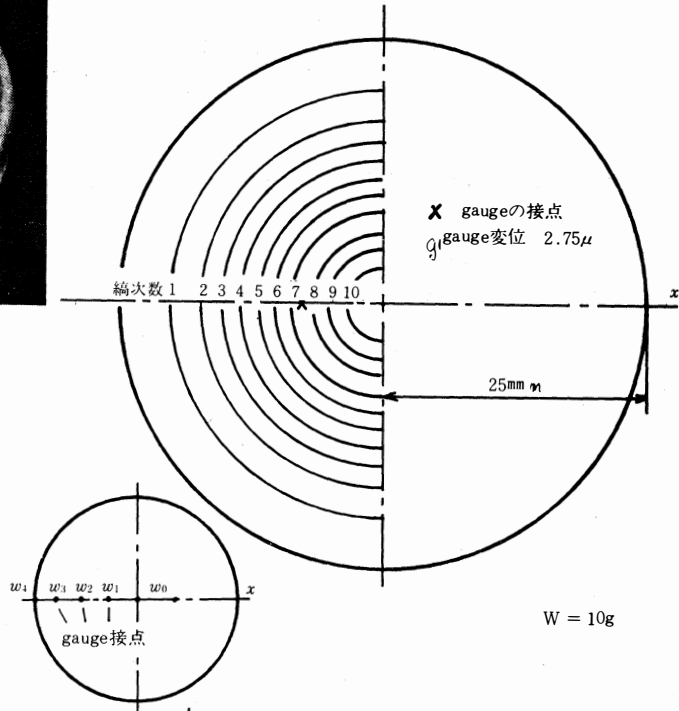 x gaugeの接点
gauge変位 2.75μ
縞次数 1 2 3 4 5 6 7 8 9 10
x
25mm
w₄ w₃ w₂ w₁ w₀ x
gauge接点
W = 10g